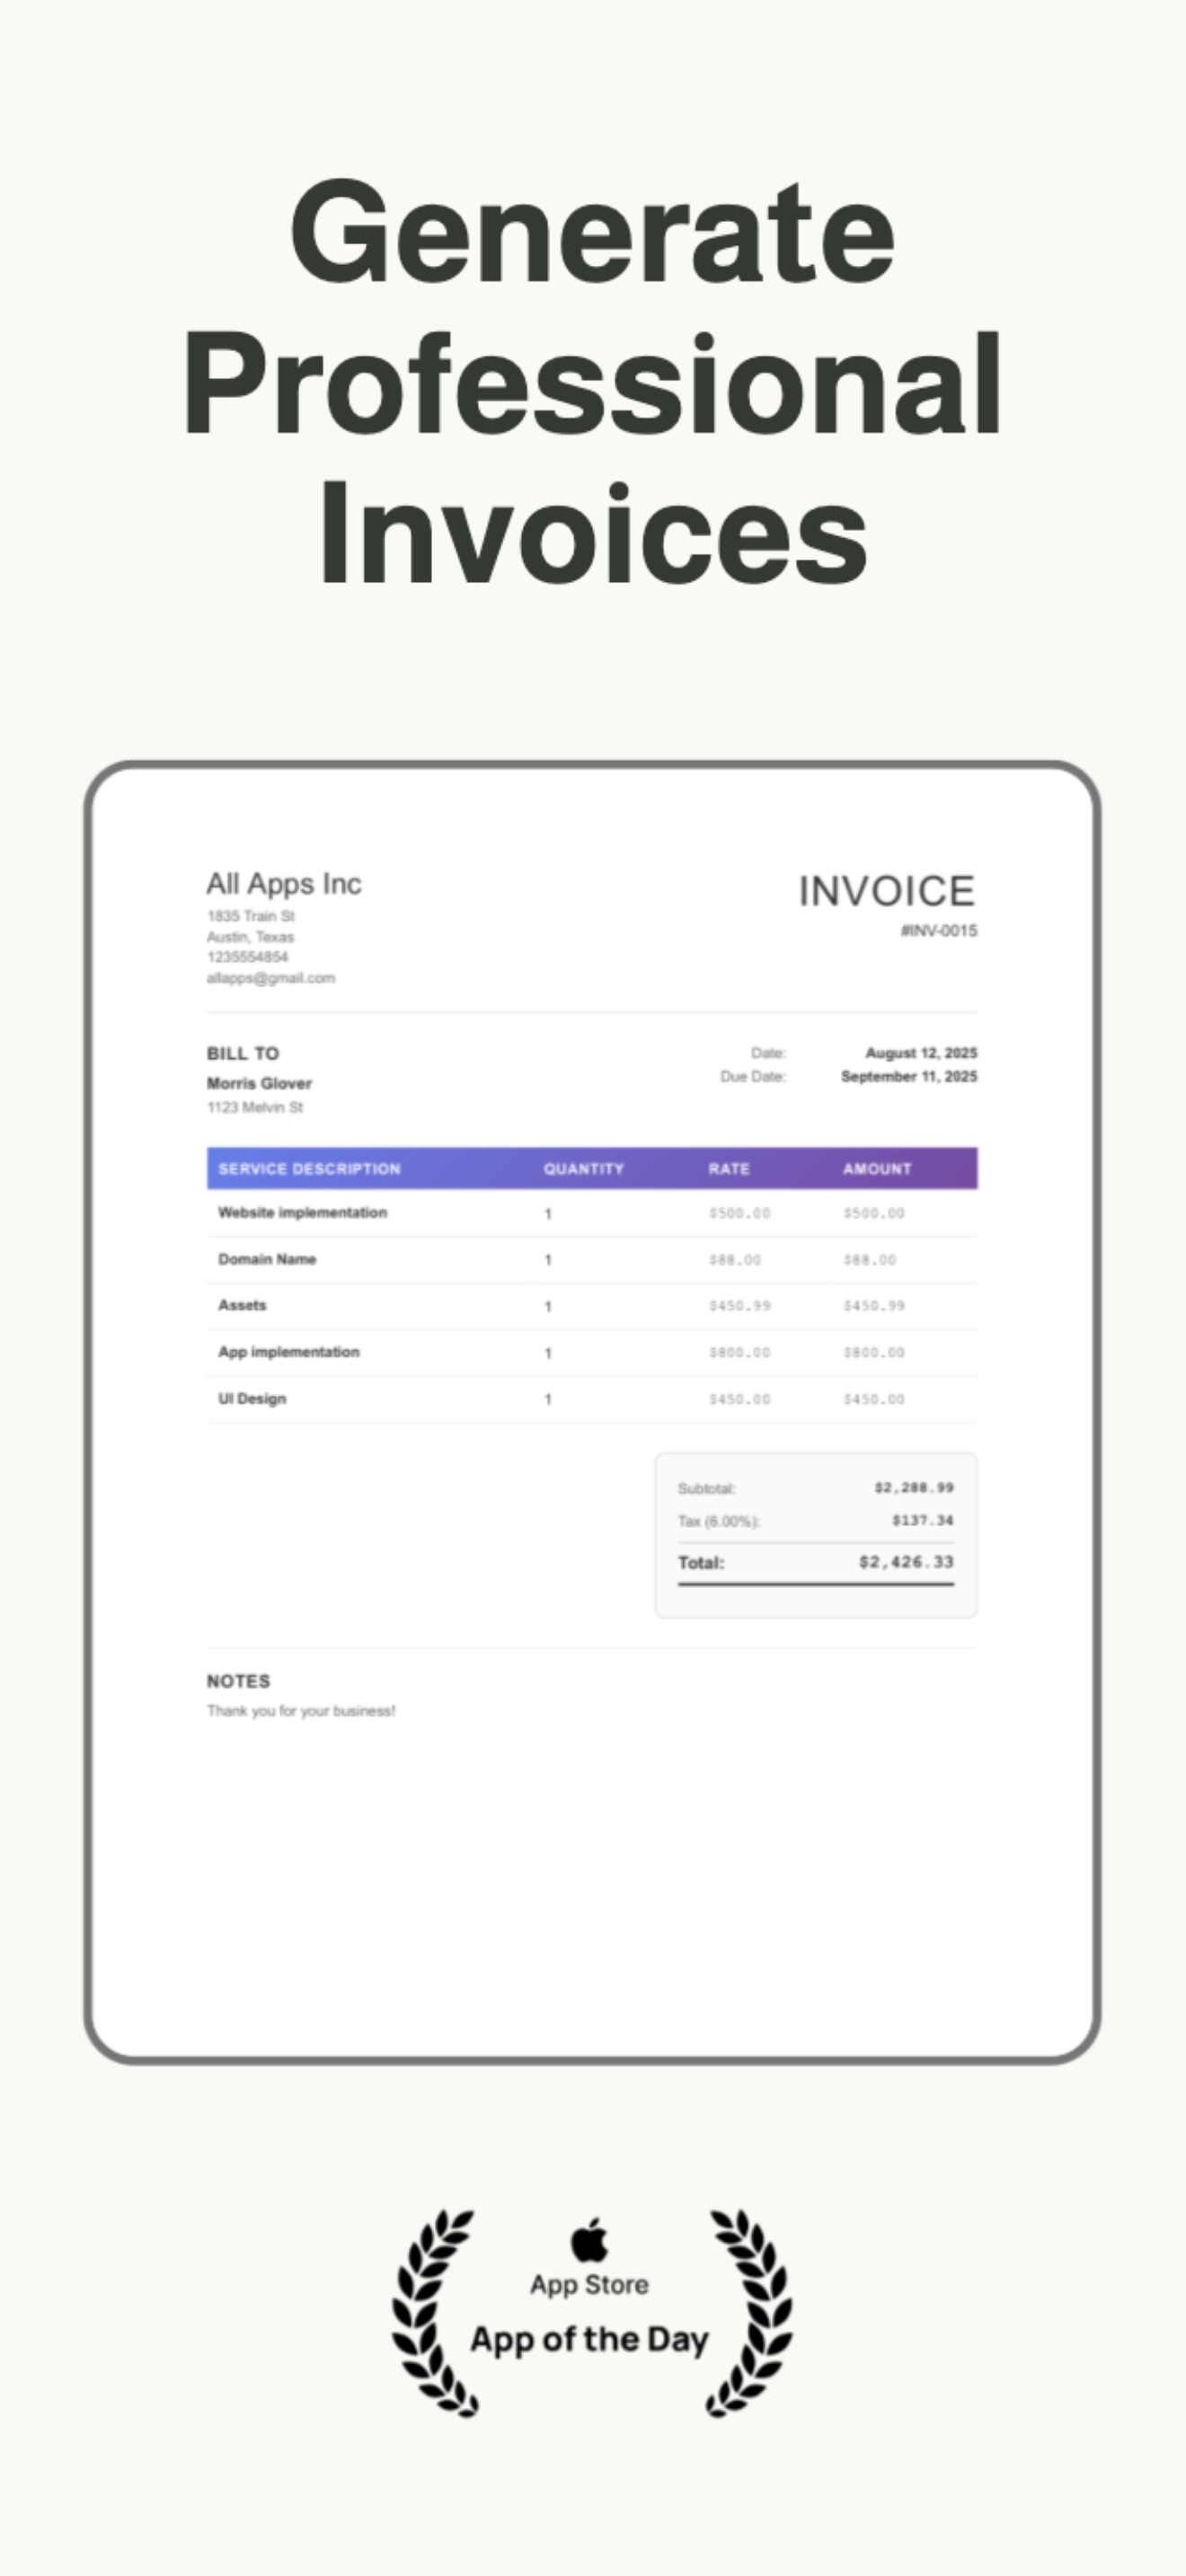 Generate
Professional
Invoices
All Apps Inc
INVOICE
1835 Train St
#INV-0015
Austin, Texas
1235554854
allapps@gmail.com
BILL TO
Date: August 12, 2025
Morris Glover
Due Date: September 11, 2025
1123 Melvin St
SERVICE DESCRIPTION QUANTITY RATE AMOUNT
Website implementation 1 $500.00 $500.00
Domain Name 1 $88.00 $88.00
Assets 1 $450.99 $450.99
App implementation 1 $800.00 $800.00
UI Design 1 $450.00 $450.00
Subtotal: $2,288.99
Tax (6.00%): $137.34
Total: $2,426.33
NOTES
Thank you for your business!
App Store
App of the Day